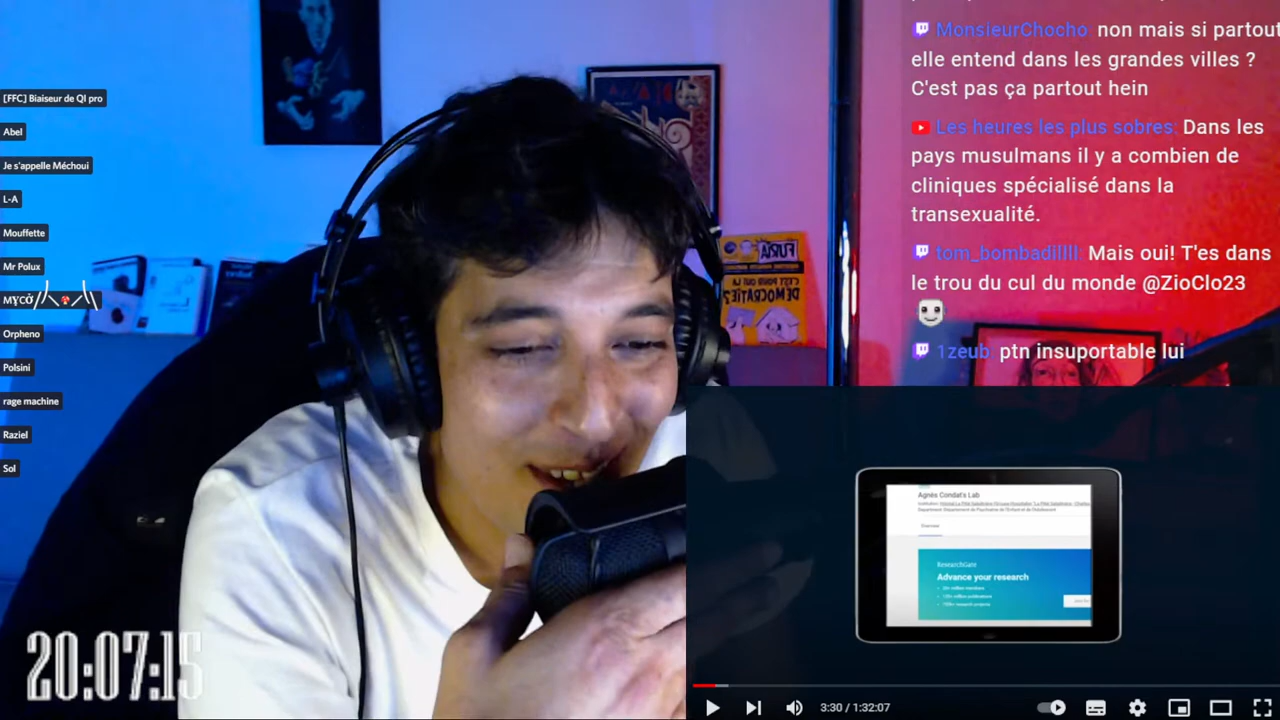 [FFC] Biaiseur de QI pro
Abel
Je s'appelle Méchoui
L-A
Mouffette
Mr Polux
Orpheno
Polsini
rage machine
Raziel
Sol
20:07:15
MonsieurChocho non mais si partout
elle entend dans les grandes villes ?
C'est pas ça partout hein
Les heures les plus sobres: Dans les
pays musulmans il y a combien de
cliniques spécialisé dans la
transexualité.
tom_bombadillll Mais oui! T'es dans
le trou du cul du monde @ZioClo23
1zeub ptn insuportable lui
Agnès Condat's Lab
Overview
ResearchGate
Advance your research
3:30 / 1:32:07